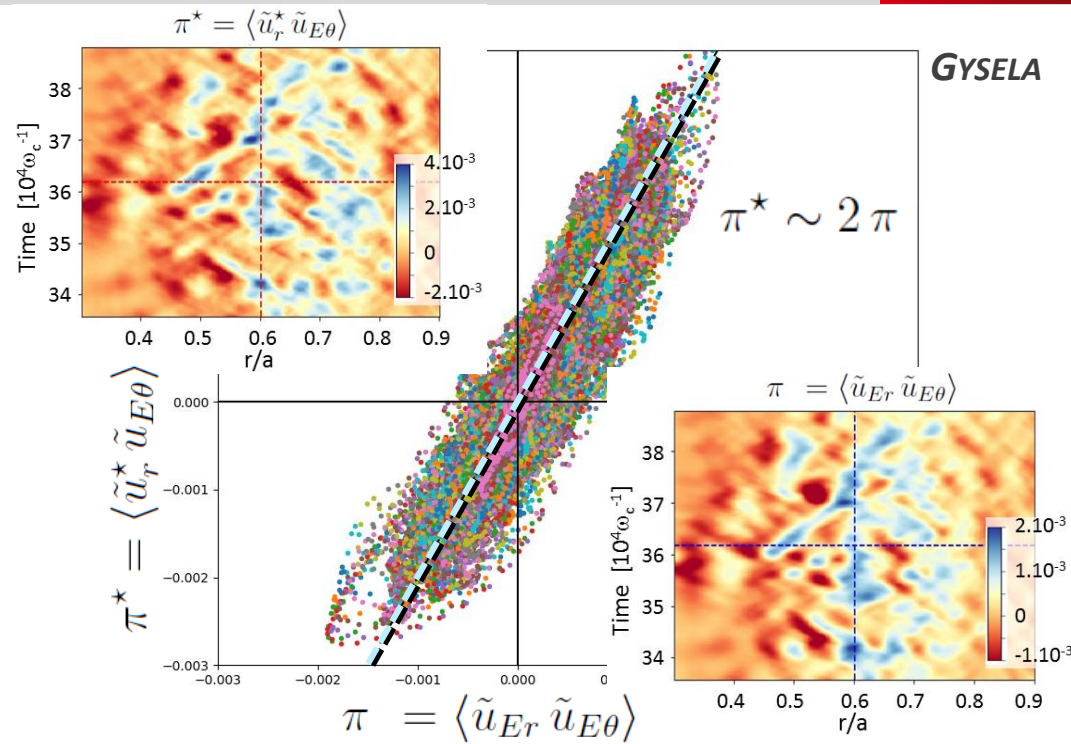 π⋆ = ⟨ũ⋆r ũEθ⟩
GYSELA
Time [10⁴ωc⁻¹]
38
37
36
35
34
4.10⁻³
2.10⁻³
0
-2.10⁻³
0.4 0.5 0.6 0.7 0.8 0.9
r/a
π⋆ ∼ 2 π
π⋆ = ⟨ũ⋆r ũEθ⟩
0.000
−0.001
−0.002
−0.003
−0.003 −0.002 −0.001 0.000
π = ⟨ũEr ũEθ⟩
π = ⟨ũEr ũEθ⟩
Time [10⁴ωc⁻¹]
38
37
36
35
34
2.10⁻³
1.10⁻³
0
-1.10⁻³
0.4 0.5 0.6 0.7 0.8 0.9
r/a